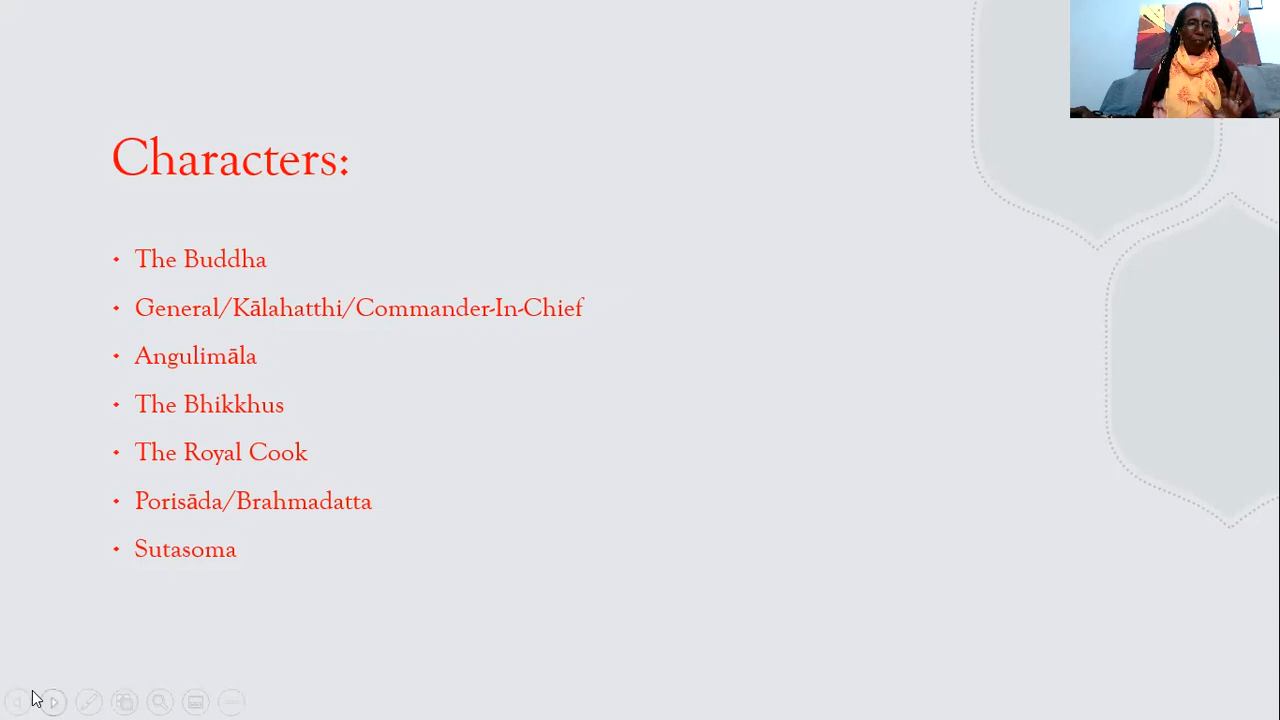 Characters:
The Buddha
General/Kālahatthi/Commander-In-Chief
Angulimāla
The Bhikkhus
The Royal Cook
Porisāda/Brahmadatta
Sutasoma